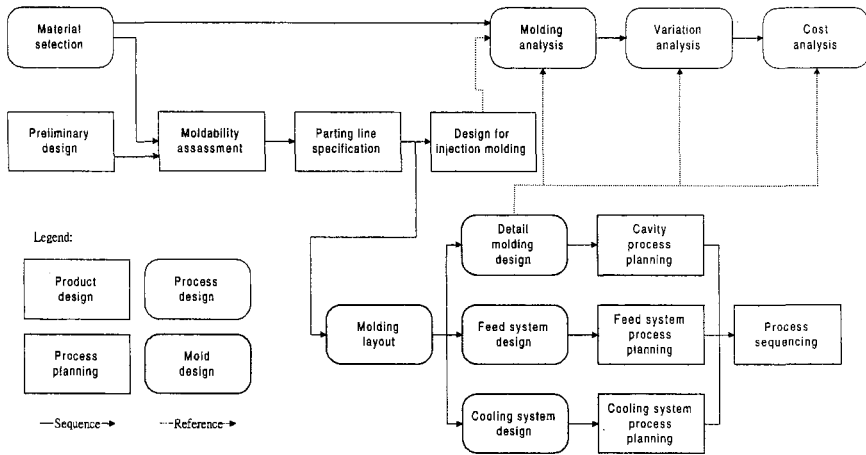 Material
selection
Molding
analysis
Variation
analysis
Cost
analysis
Preliminary
design
Moldability
assassment
Parting line
specification
Design for
injection molding
Legend:
Product
design
Process
design
Process
planning
Mold
design
Sequence
Reference
Detail
molding
design
Cavity
process
planning
Molding
layout
Feed system
design
Feed system
process
planning
Process
sequencing
Cooling system
design
Cooling system
process
planning